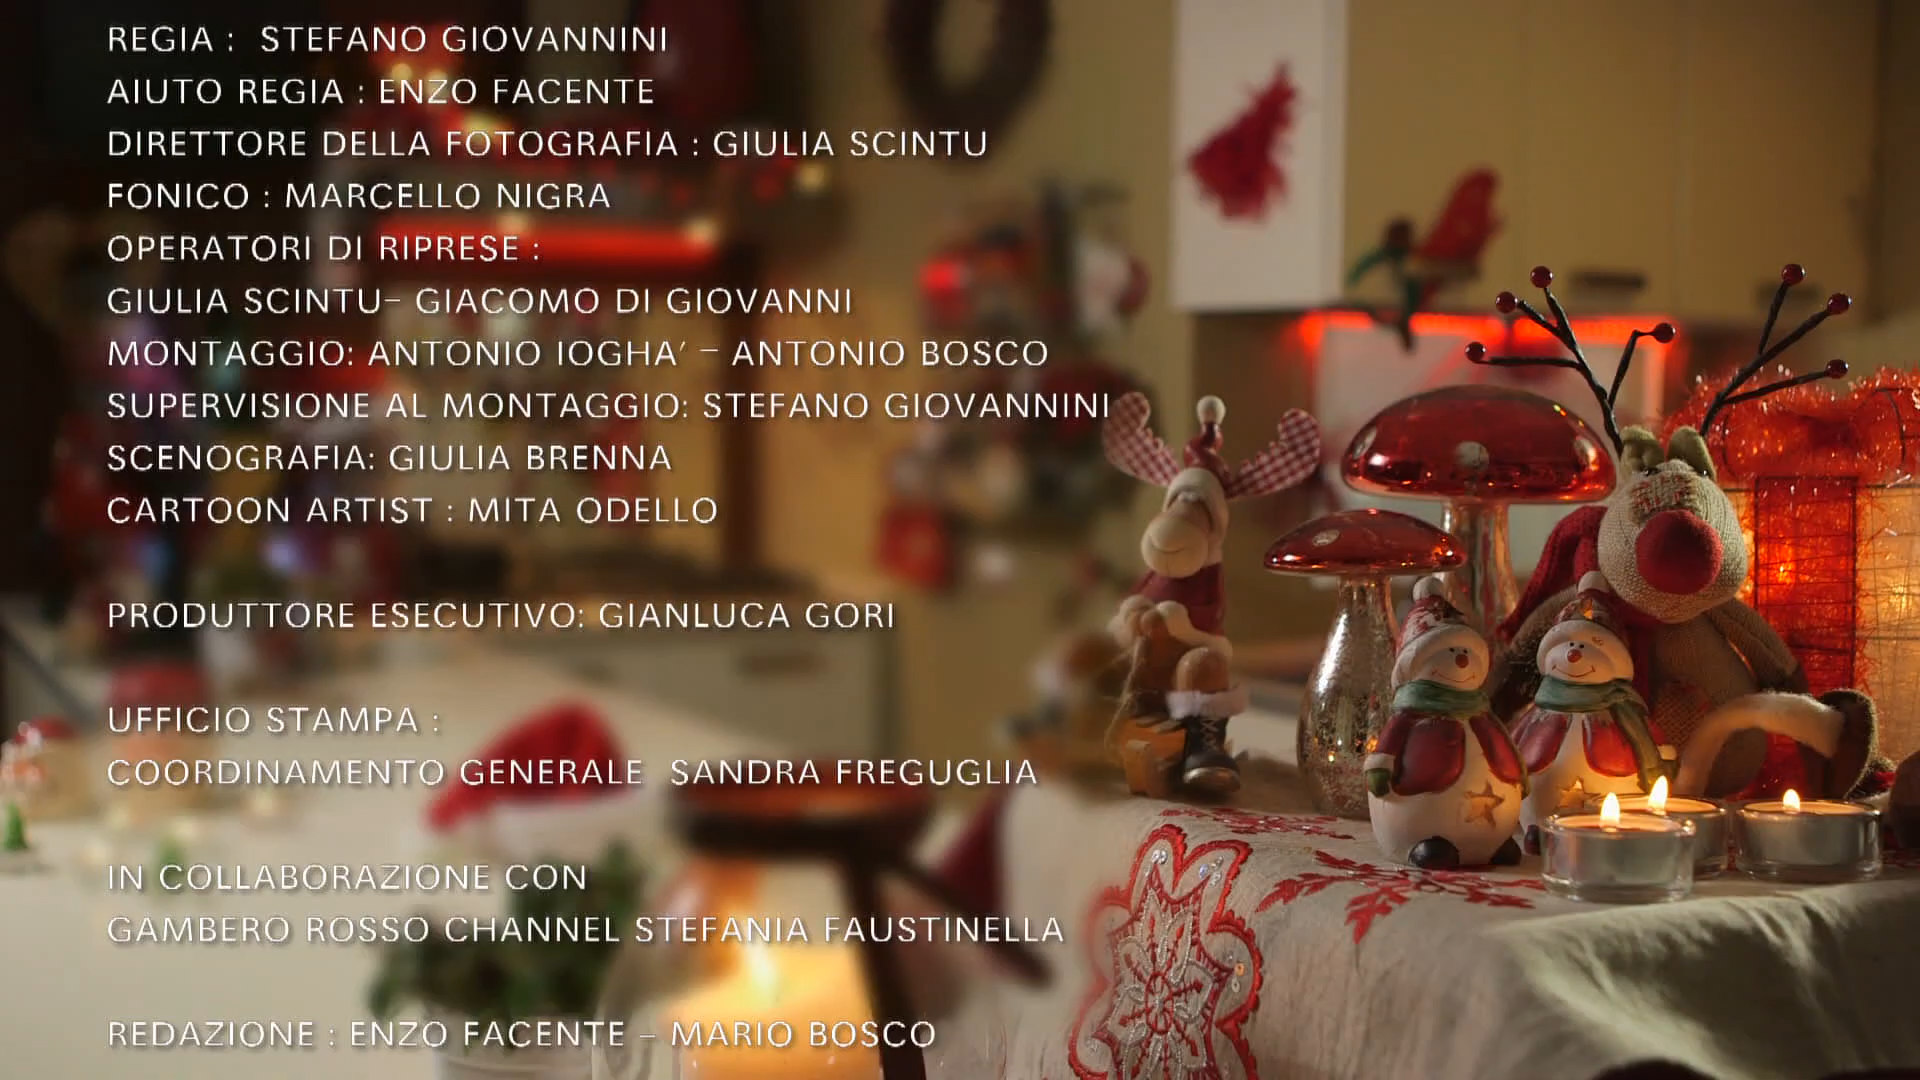 REGIA :  STEFANO GIOVANNINI
AIUTO REGIA : ENZO FACENTE
DIRETTORE DELLA FOTOGRAFIA : GIULIA SCINTU
FONICO : MARCELLO NIGRA
OPERATORI DI RIPRESE :
GIULIA SCINTU– GIACOMO DI GIOVANNI
MONTAGGIO: ANTONIO IOGHA’ – ANTONIO BOSCO
SUPERVISIONE AL MONTAGGIO: STEFANO GIOVANNINI
SCENOGRAFIA: GIULIA BRENNA
CARTOON ARTIST : MITA ODELLO
PRODUTTORE ESECUTIVO: GIANLUCA GORI
UFFICIO STAMPA :
COORDINAMENTO GENERALE  SANDRA FREGUGLIA
IN COLLABORAZIONE CON
GAMBERO ROSSO CHANNEL STEFANIA FAUSTINELLA
REDAZIONE : ENZO FACENTE – MARIO BOSCO